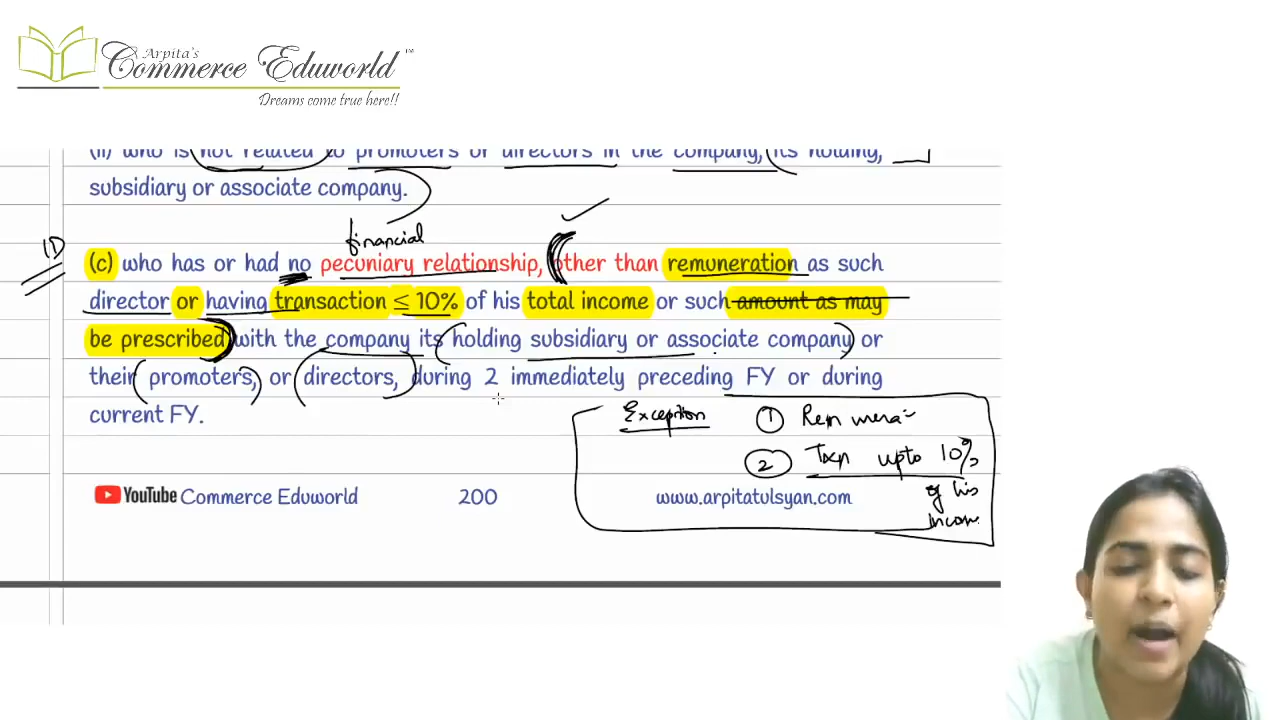 Arpita's
Commerce Eduworld™
Dreams come true here!!
(ii) who is not related to promoters or directors in the company, its holding,
subsidiary or associate company.
financial
ID
(c) who has or had no pecuniary relationship, other than remuneration as such
director or having transaction ≤ 10% of his total income or such amount as may
be prescribed with the company its holding subsidiary or associate company or
their promoters, or directors, during 2 immediately preceding FY or during
current FY.
Exception ① Remunera
② Txn upto 10%
of his
income
YouTube Commerce Eduworld 200 www.arpitatulsyan.com